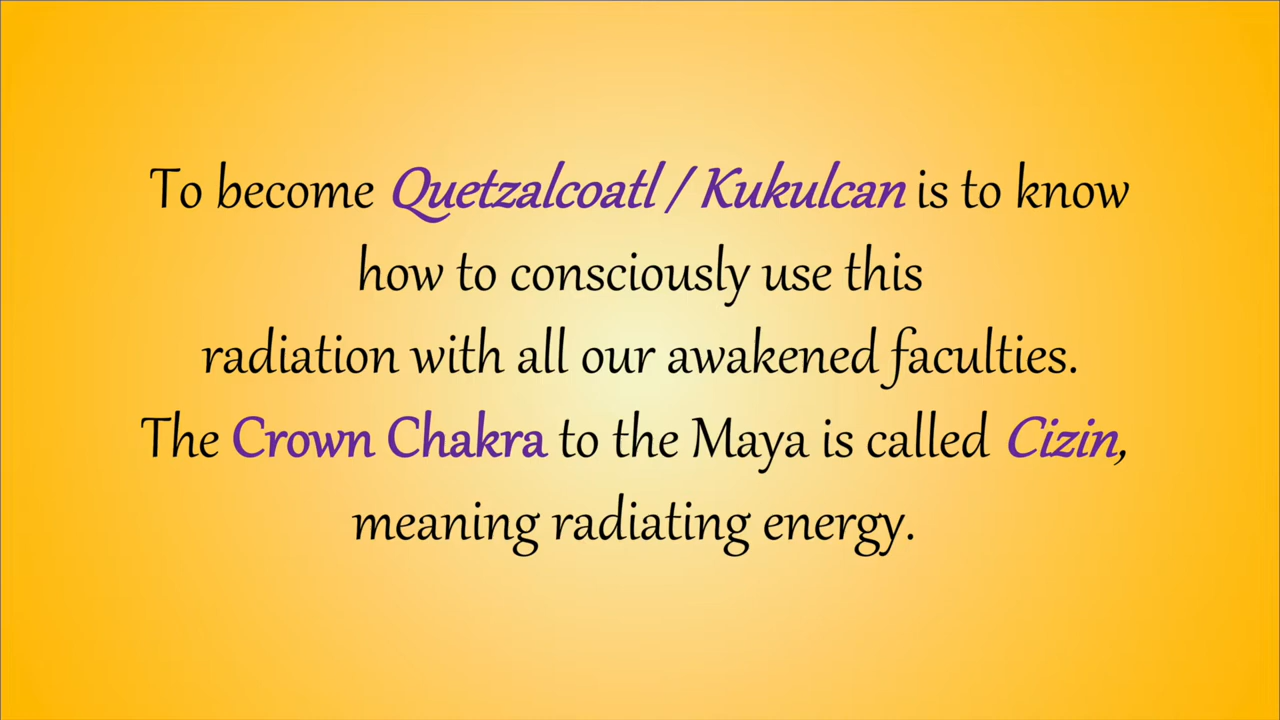 To become Quetzalcoatl / Kukulcan is to know
how to consciously use this
radiation with all our awakened faculties.
The Crown Chakra to the Maya is called Cizin,
meaning radiating energy.